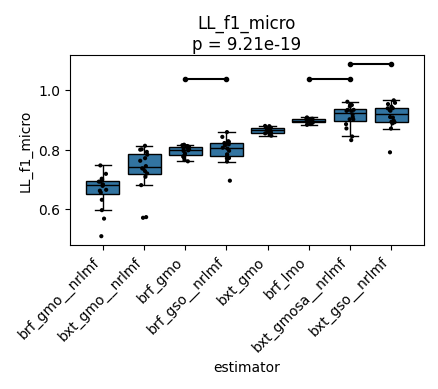 LL_f1_micro
p = 9.21e-19
LL_f1_micro
1.0
0.8
0.6
brf_gmo__nrlmf
bxt_gmo__nrlmf
brf_gmo
brf_gso__nrlmf
bxt_gmo
brf_lmo
bxt_gmosa__nrlmf
bxt_gso__nrlmf
estimator